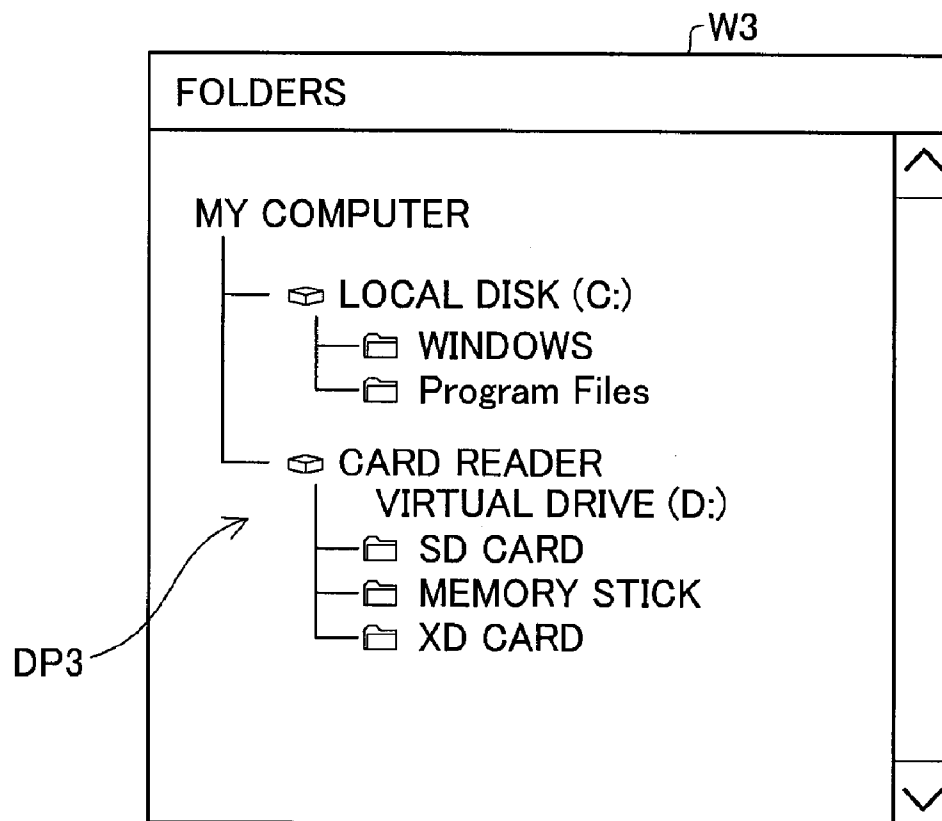 W3
FOLDERS
MY COMPUTER
LOCAL DISK (C:)
WINDOWS
Program Files
CARD READER
VIRTUAL DRIVE (D:)
SD CARD
MEMORY STICK
XD CARD
DP3